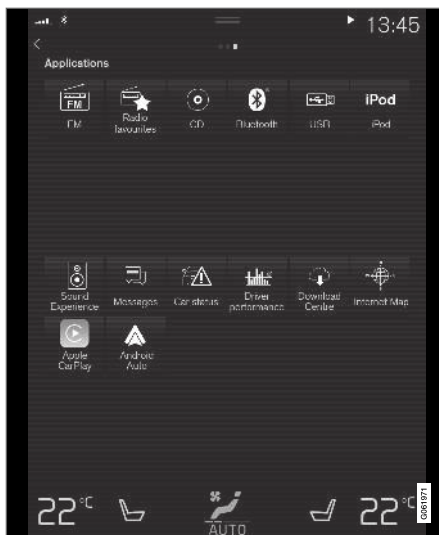 13:45
Applications
FM
FM
Radio
favourites
CD
Bluetooth
USB
iPod
iPod
Sound
Experience
Messages
Car status
Driver
performance
Download
Centre
Internet Map
Apple
CarPlay
Android
Auto
22°C
22°C
AUTO
G061971